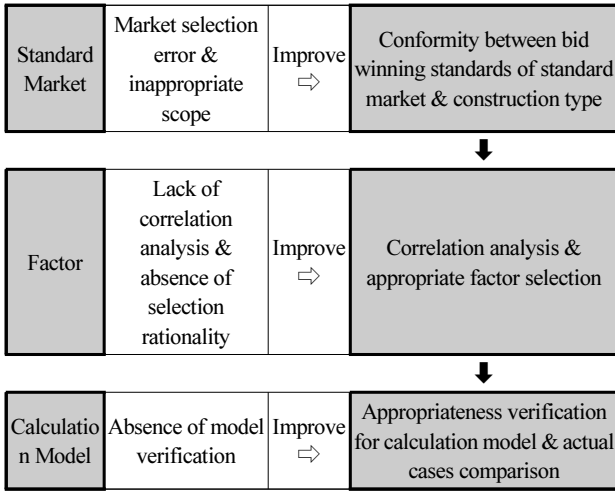 Standard
Market
Market selection
error &
inappropriate
scope
Improve
⇨
Conformity between bid
winning standards of standard
market & construction type
Factor
Lack of
correlation
analysis &
absence of
selection
rationality
Improve
⇨
Correlation analysis &
appropriate factor selection
Calculatio
n Model
Absence of model
verification
Improve
⇨
Appropriateness verification
for calculation model & actual
cases comparison